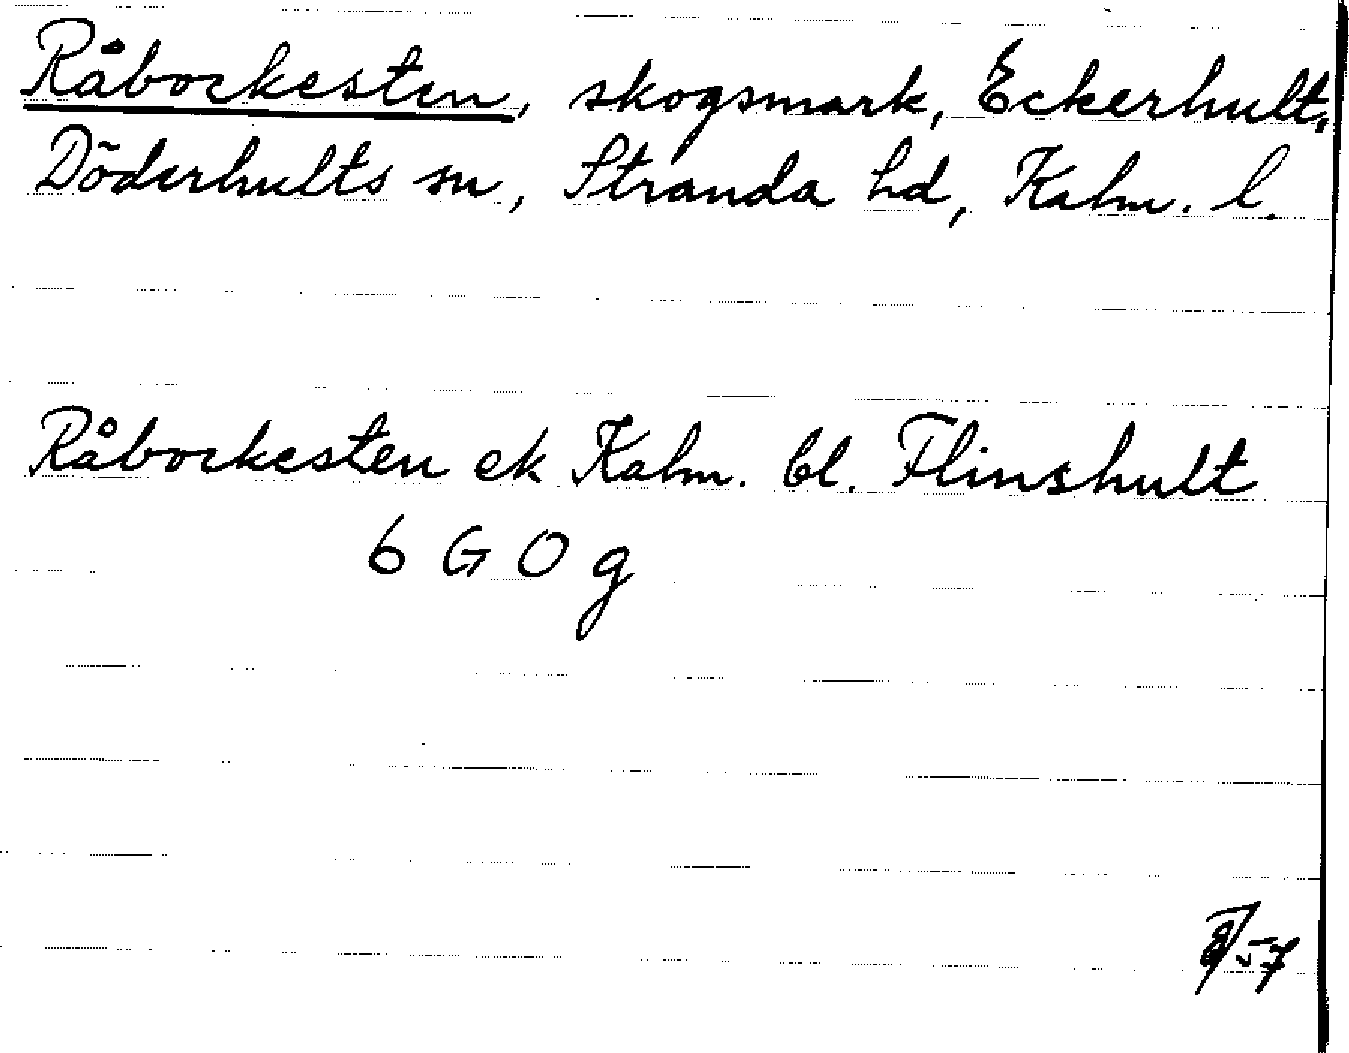 Råbockesten, skogsmark, Eckerhult,
Döderhults sn, Stranda hd, Kalm. l.
Råbockesten ek Kalm. bl. Flinshult
6 G O g